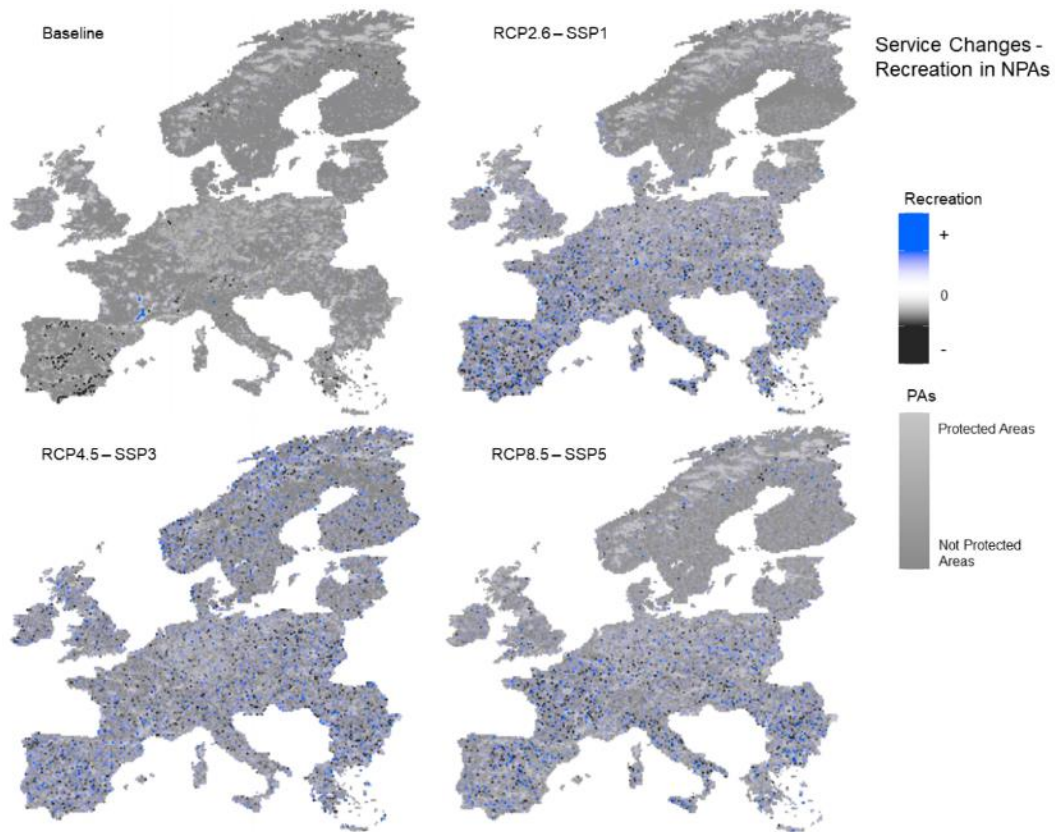 Baseline
RCP2.6 – SSP1
Service Changes -
Recreation in NPAs
Recreation
+
0
-
PAs
Protected Areas
Not Protected
Areas
RCP4.5 – SSP3
RCP8.5 – SSP5